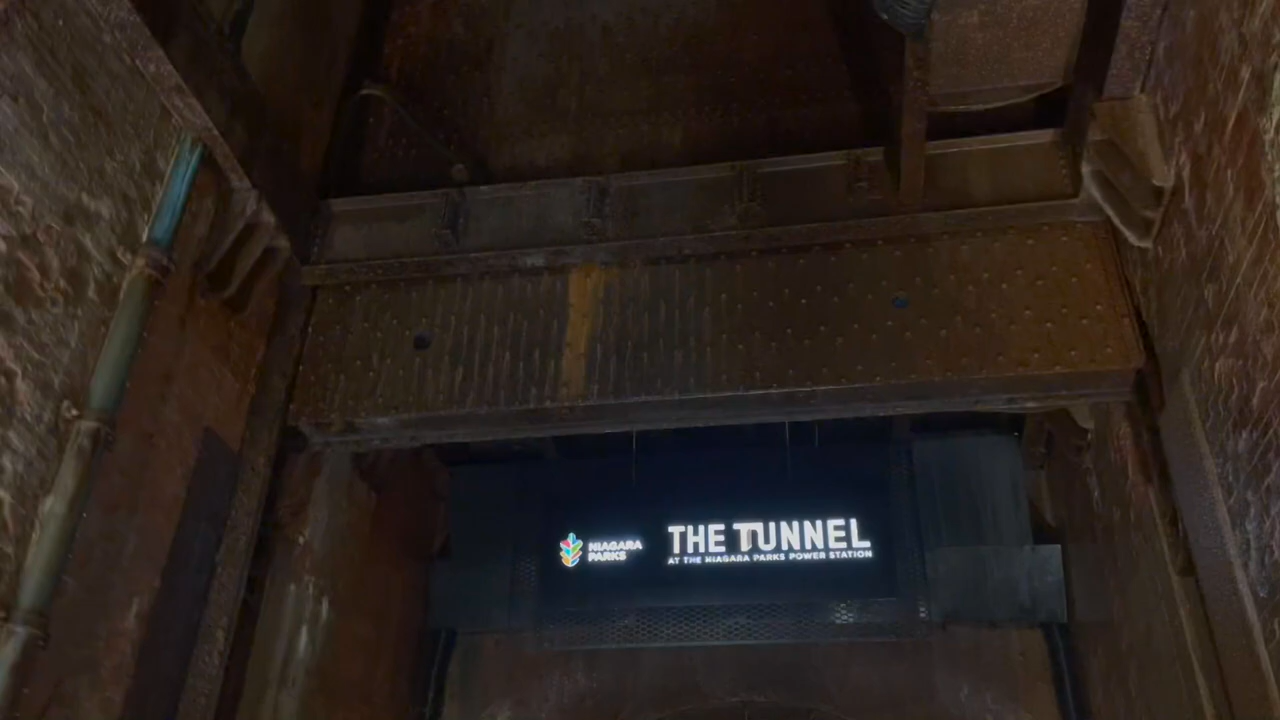 NIAGARA
PARKS
THE TUNNEL
AT THE NIAGARA PARKS POWER STATION